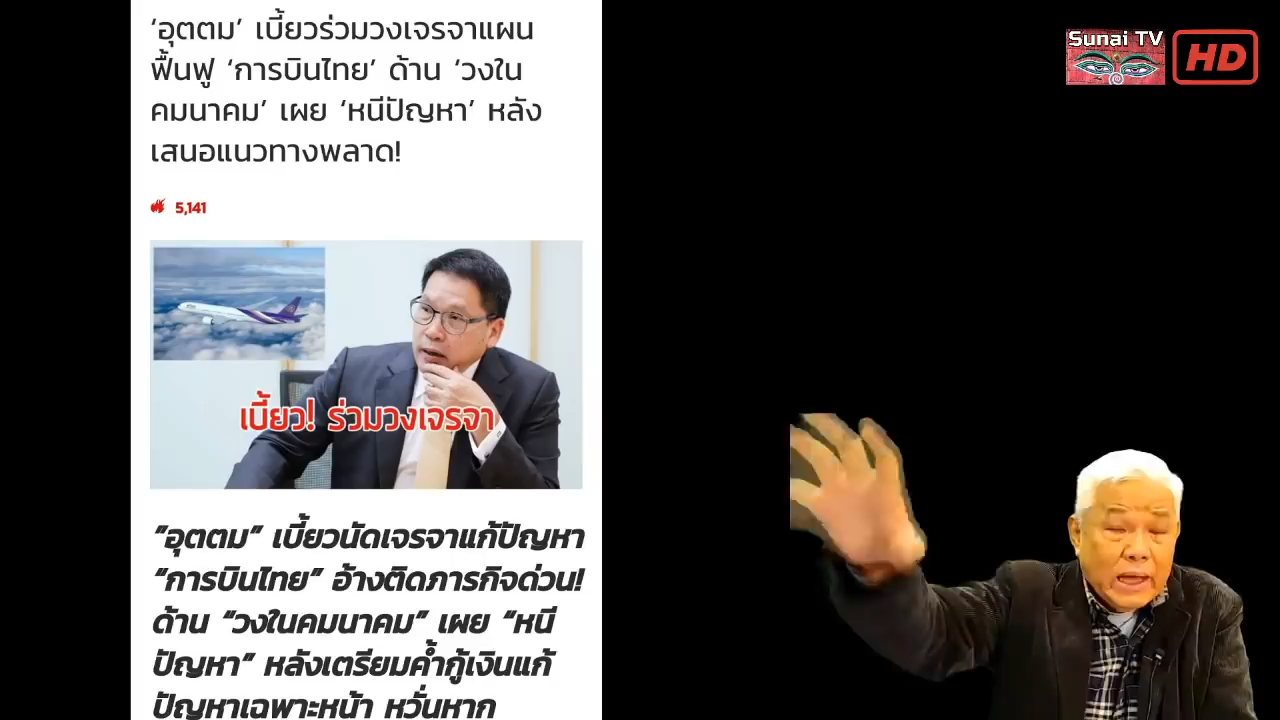 ‘อุตตม’ เบี้ยวร่วมวงเจรจาแผน
ฟื้นฟู ‘การบินไทย’ ด้าน ‘วงใน
คมนาคม’ เผย ‘หนีปัญหา’ หลัง
เสนอแนวทางพลาด!
5,141
เบี้ยว! ร่วมวงเจรจา
”อุตตม” เบี้ยวนัดเจรจาแก้ปัญหา
“การบินไทย” อ้างติดภารกิจด่วน!
ด้าน “วงในคมนาคม” เผย “หนี
ปัญหา” หลังเตรียมค้ำกู้เงินแก้
ปัญหาเฉพาะหน้า หวั่นหาก
Sunai TV
HD